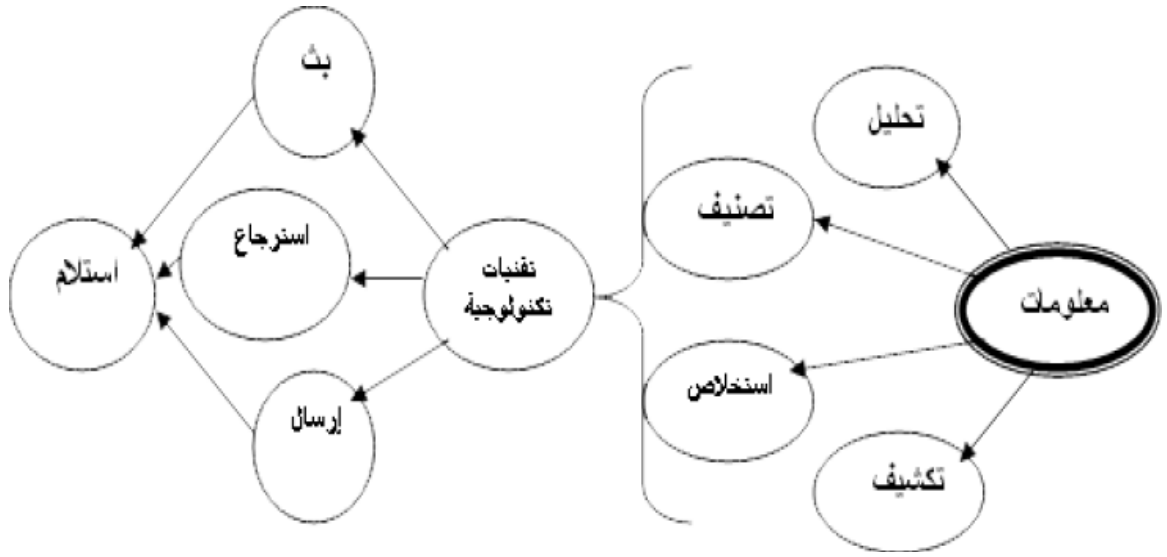 معلومات
تحليل
تصنيف
استخلاص
تكشيف
تقنيات
تكنولوجية
بث
استرجاع
إرسال
استلام